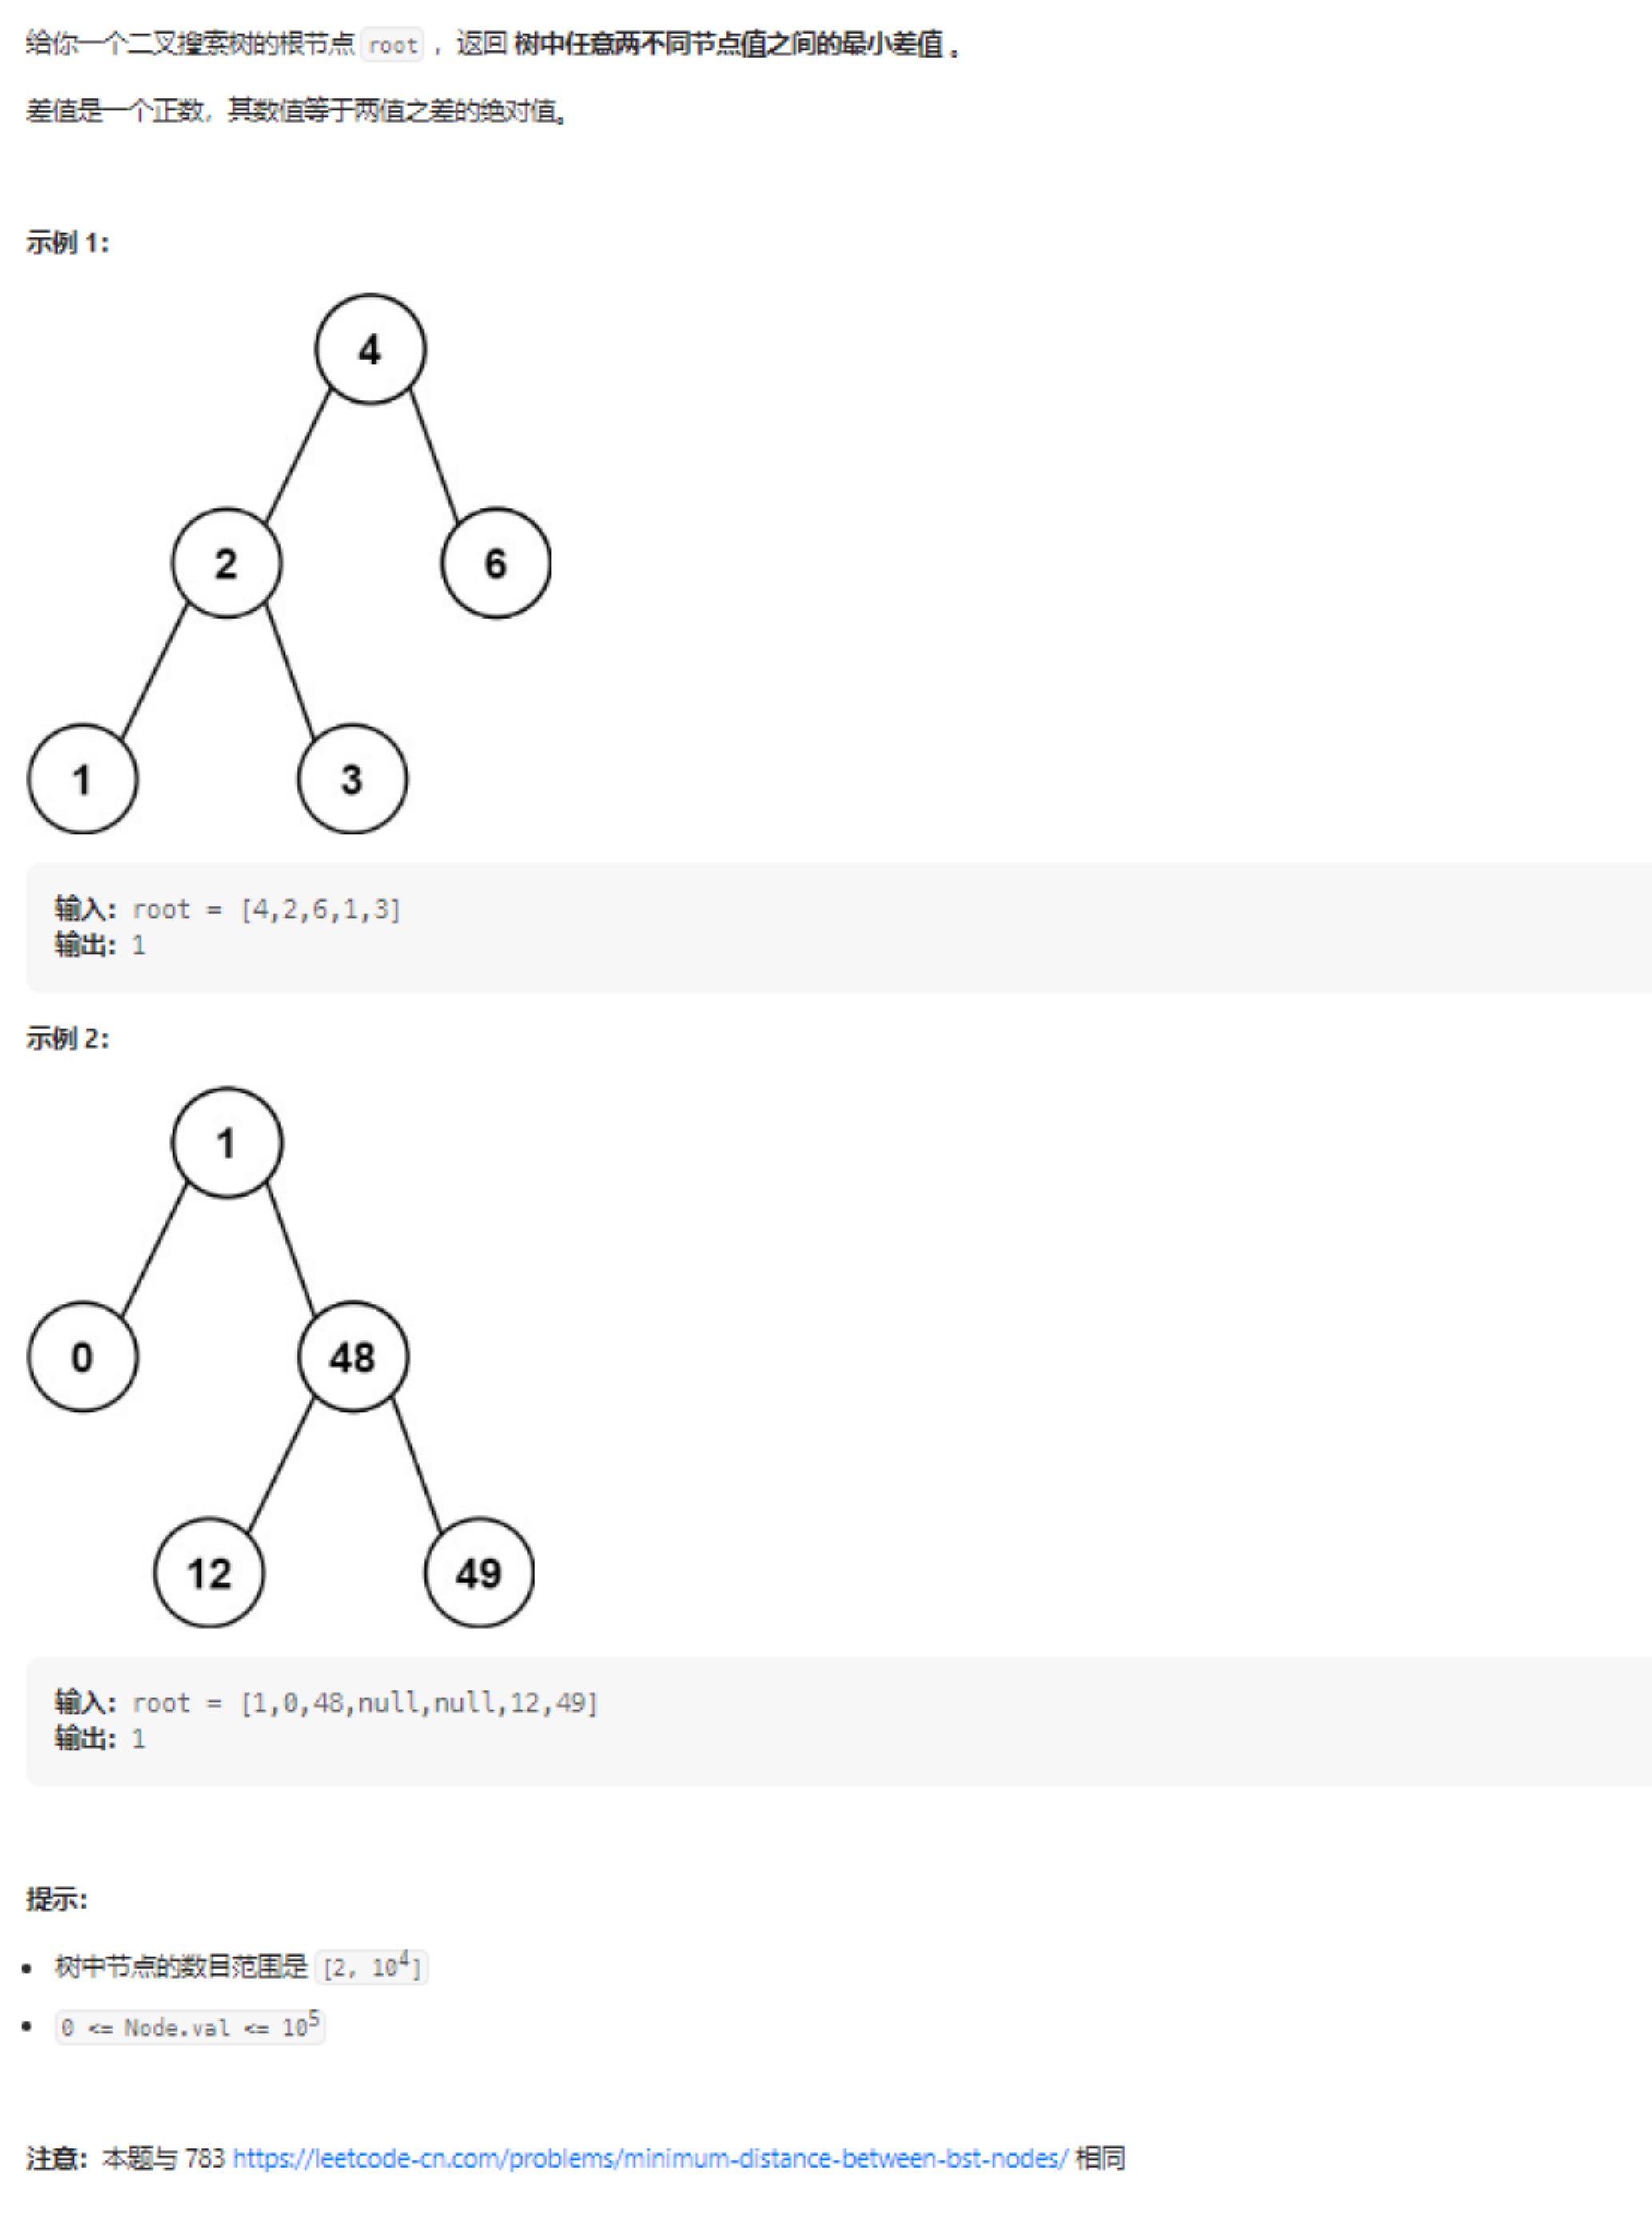 给你一个二叉搜索树的根节点 root ，返回 树中任意两不同节点值之间的最小差值 。
差值是一个正数，其数值等于两值之差的绝对值。
示例 1：
4
2
6
1
3
输入：root = [4,2,6,1,3]
输出：1
示例 2：
1
0
48
12
49
输入：root = [1,0,48,null,null,12,49]
输出：1
提示：
• 树中节点的数目范围是 [2, 10⁴]
• 0 <= Node.val <= 10⁵
注意：本题与 783 https://leetcode-cn.com/problems/minimum-distance-between-bst-nodes/ 相同